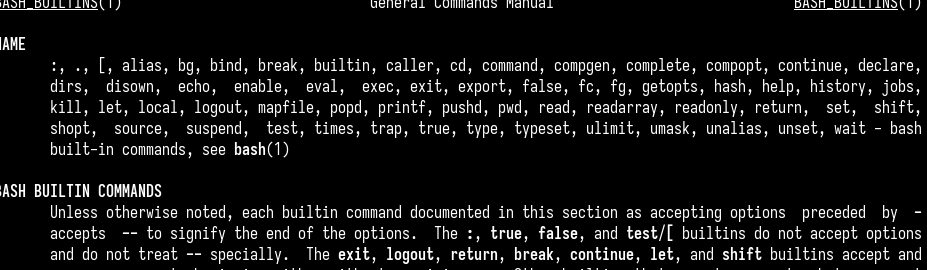 BASH_BUILTINS(1) General Commands Manual BASH_BUILTINS(1)
NAME
:, ., [, alias, bg, bind, break, builtin, caller, cd, command, compgen, complete, compopt, continue, declare,
dirs, disown, echo, enable, eval, exec, exit, export, false, fc, fg, getopts, hash, help, history, jobs,
kill, let, local, logout, mapfile, popd, printf, pushd, pwd, read, readarray, readonly, return, set, shift,
shopt, source, suspend, test, times, trap, true, type, typeset, ulimit, umask, unalias, unset, wait - bash
built-in commands, see bash(1)
BASH BUILTIN COMMANDS
Unless otherwise noted, each builtin command documented in this section as accepting options preceded by -
accepts -- to signify the end of the options. The :, true, false, and test/[ builtins do not accept options
and do not treat -- specially. The exit, logout, return, break, continue, let, and shift builtins accept and